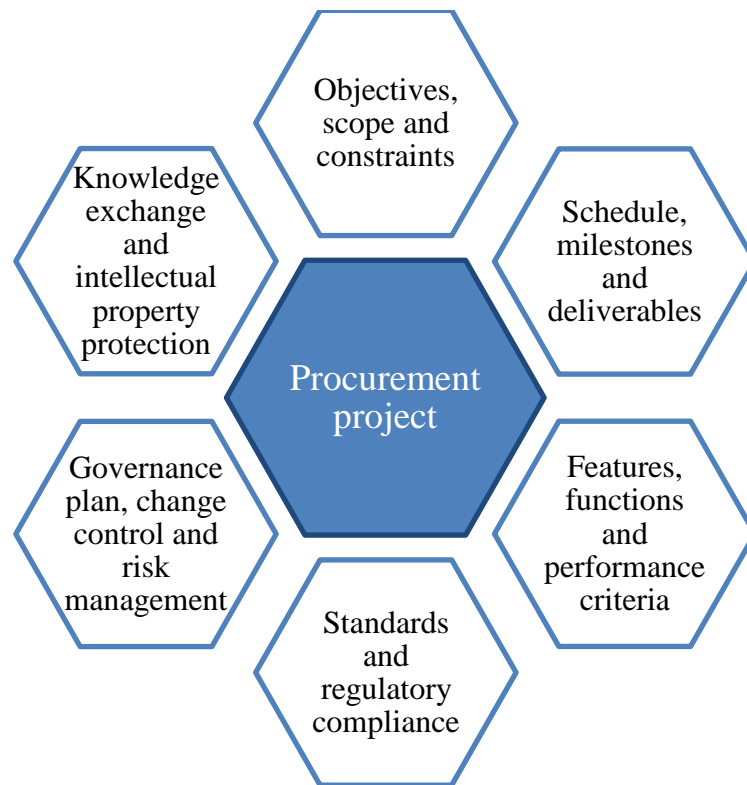 Objectives,
scope and
constraints
Knowledge
exchange
and
intellectual
property
protection
Schedule,
milestones
and
deliverables
Procurement
project
Governance
plan, change
control and
risk
management
Features,
functions
and
performance
criteria
Standards
and
regulatory
compliance